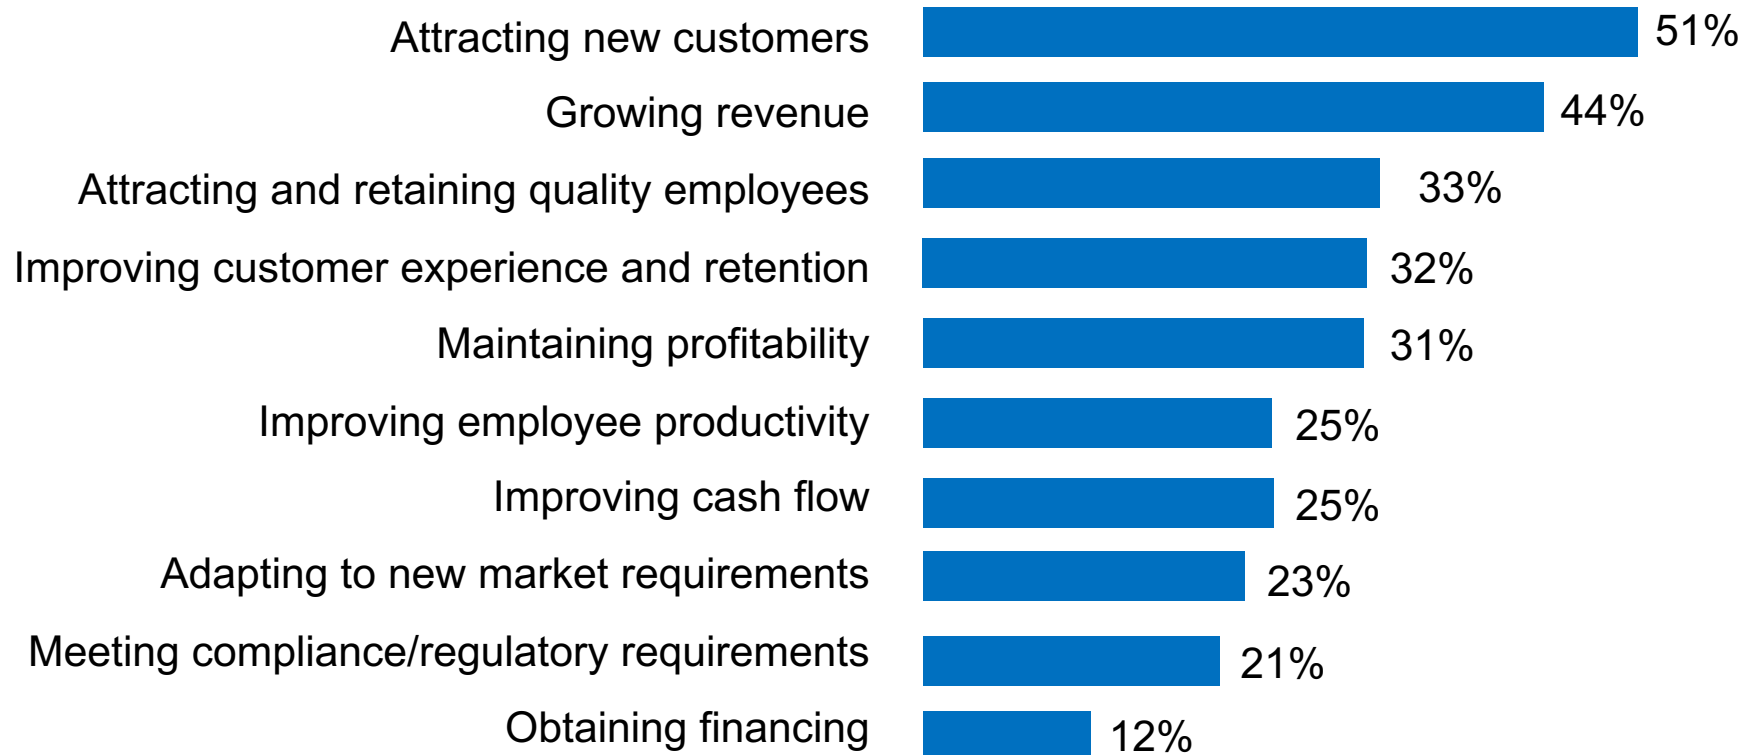 Attracting new customers 51%
Growing revenue 44%
Attracting and retaining quality employees 33%
Improving customer experience and retention 32%
Maintaining profitability 31%
Improving employee productivity 25%
Improving cash flow 25%
Adapting to new market requirements 23%
Meeting compliance/regulatory requirements 21%
Obtaining financing 12%